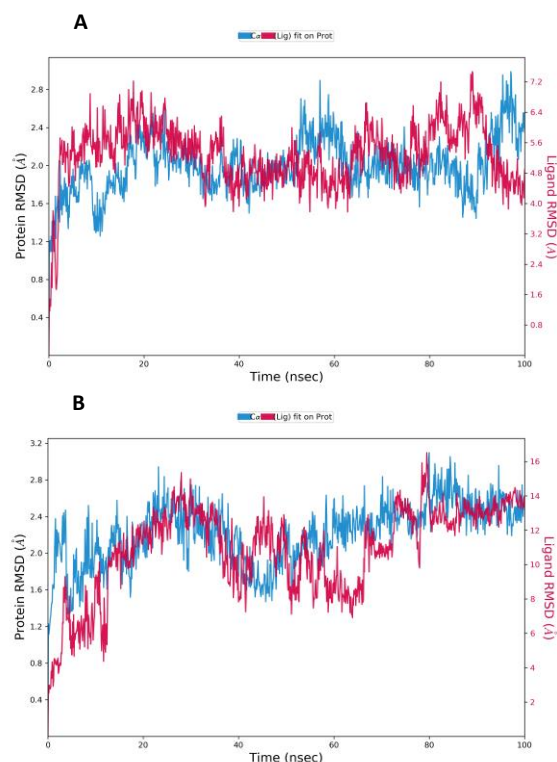 A
Cα (Lig) fit on Prot
Protein RMSD (Å)
2.8
2.4
2.0
1.6
1.2
0.8
0.4
7.2
6.4
5.6
4.8
4.0
3.2
2.4
1.6
0.8
Ligand RMSD (Å)
0 20 40 60 80 100
Time (nsec)
B
Cα (Lig) fit on Prot
Protein RMSD (Å)
3.2
2.8
2.4
2.0
1.6
1.2
0.8
0.4
16
14
12
10
8
6
4
2
Ligand RMSD (Å)
0 20 40 60 80 100
Time (nsec)